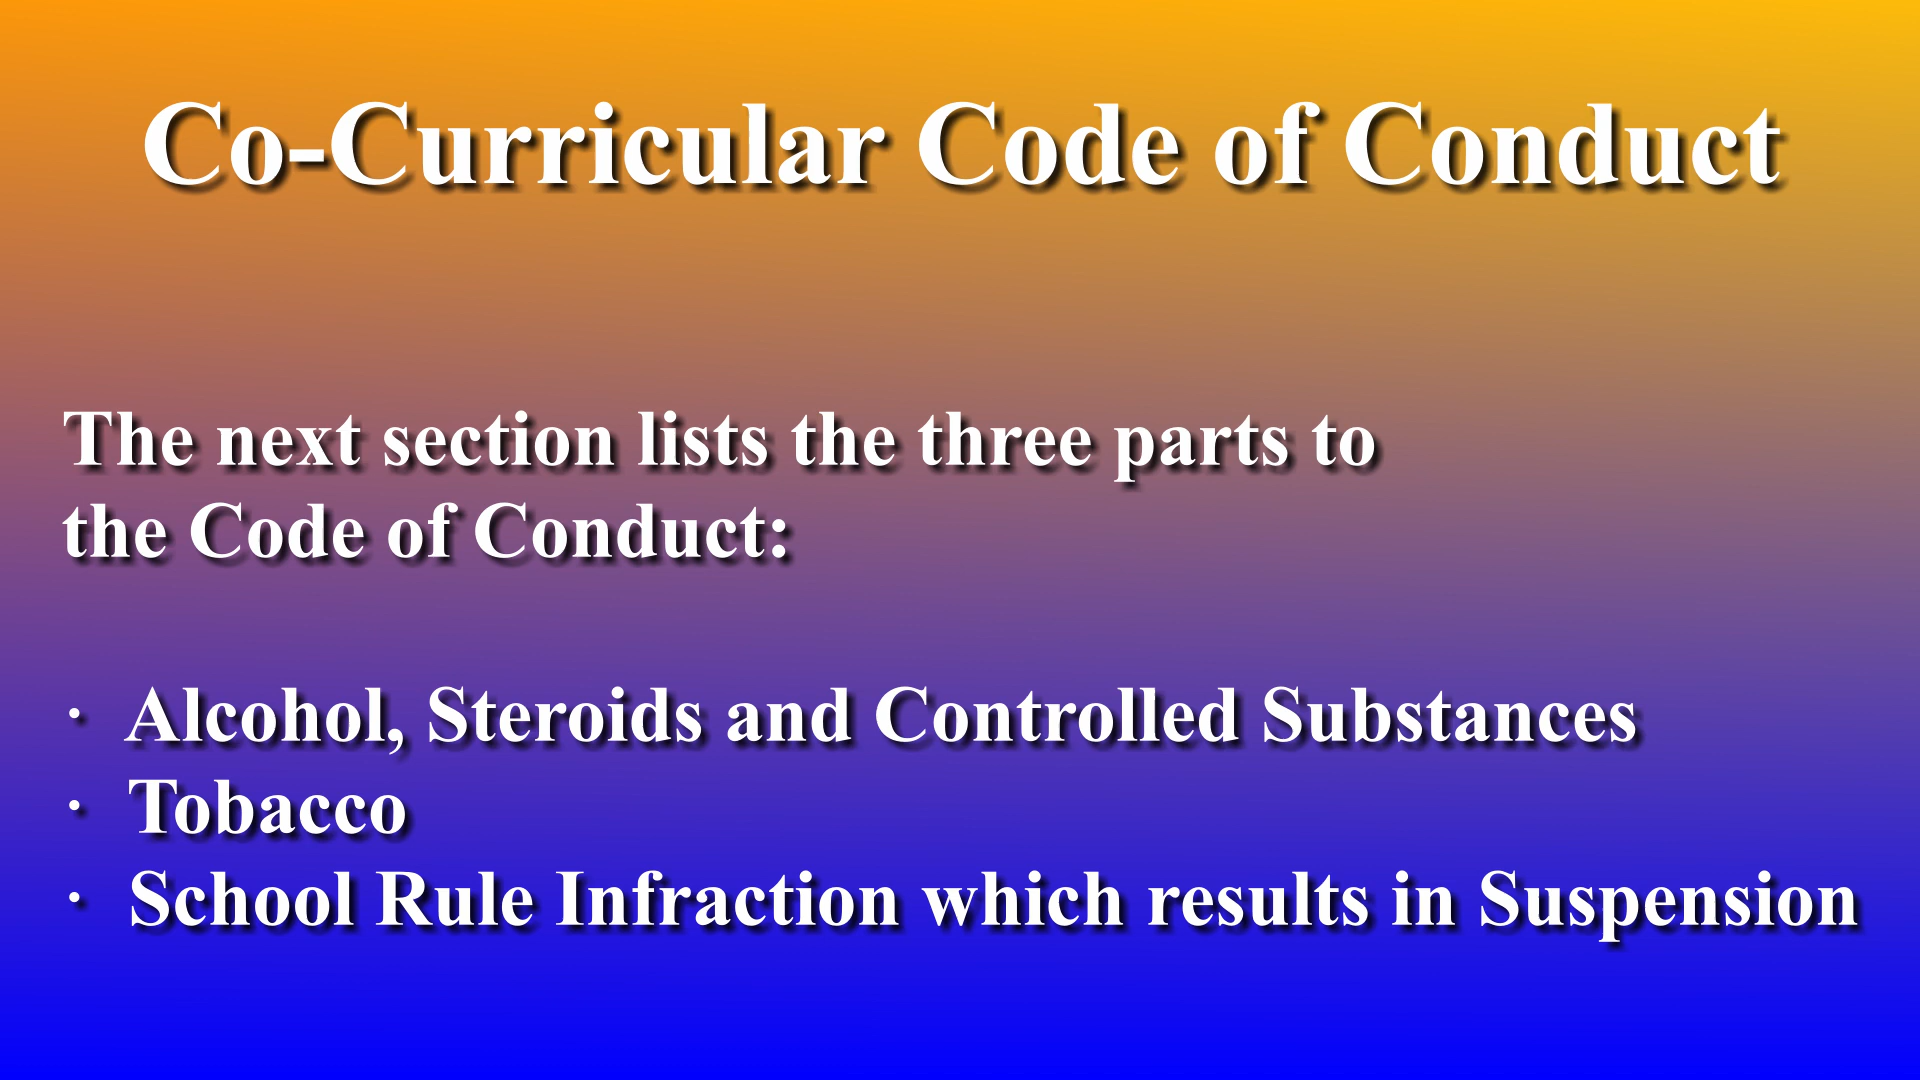 Co-Curricular Code of Conduct
The next section lists the three parts to
the Code of Conduct:
· Alcohol, Steroids and Controlled Substances
· Tobacco
· School Rule Infraction which results in Suspension